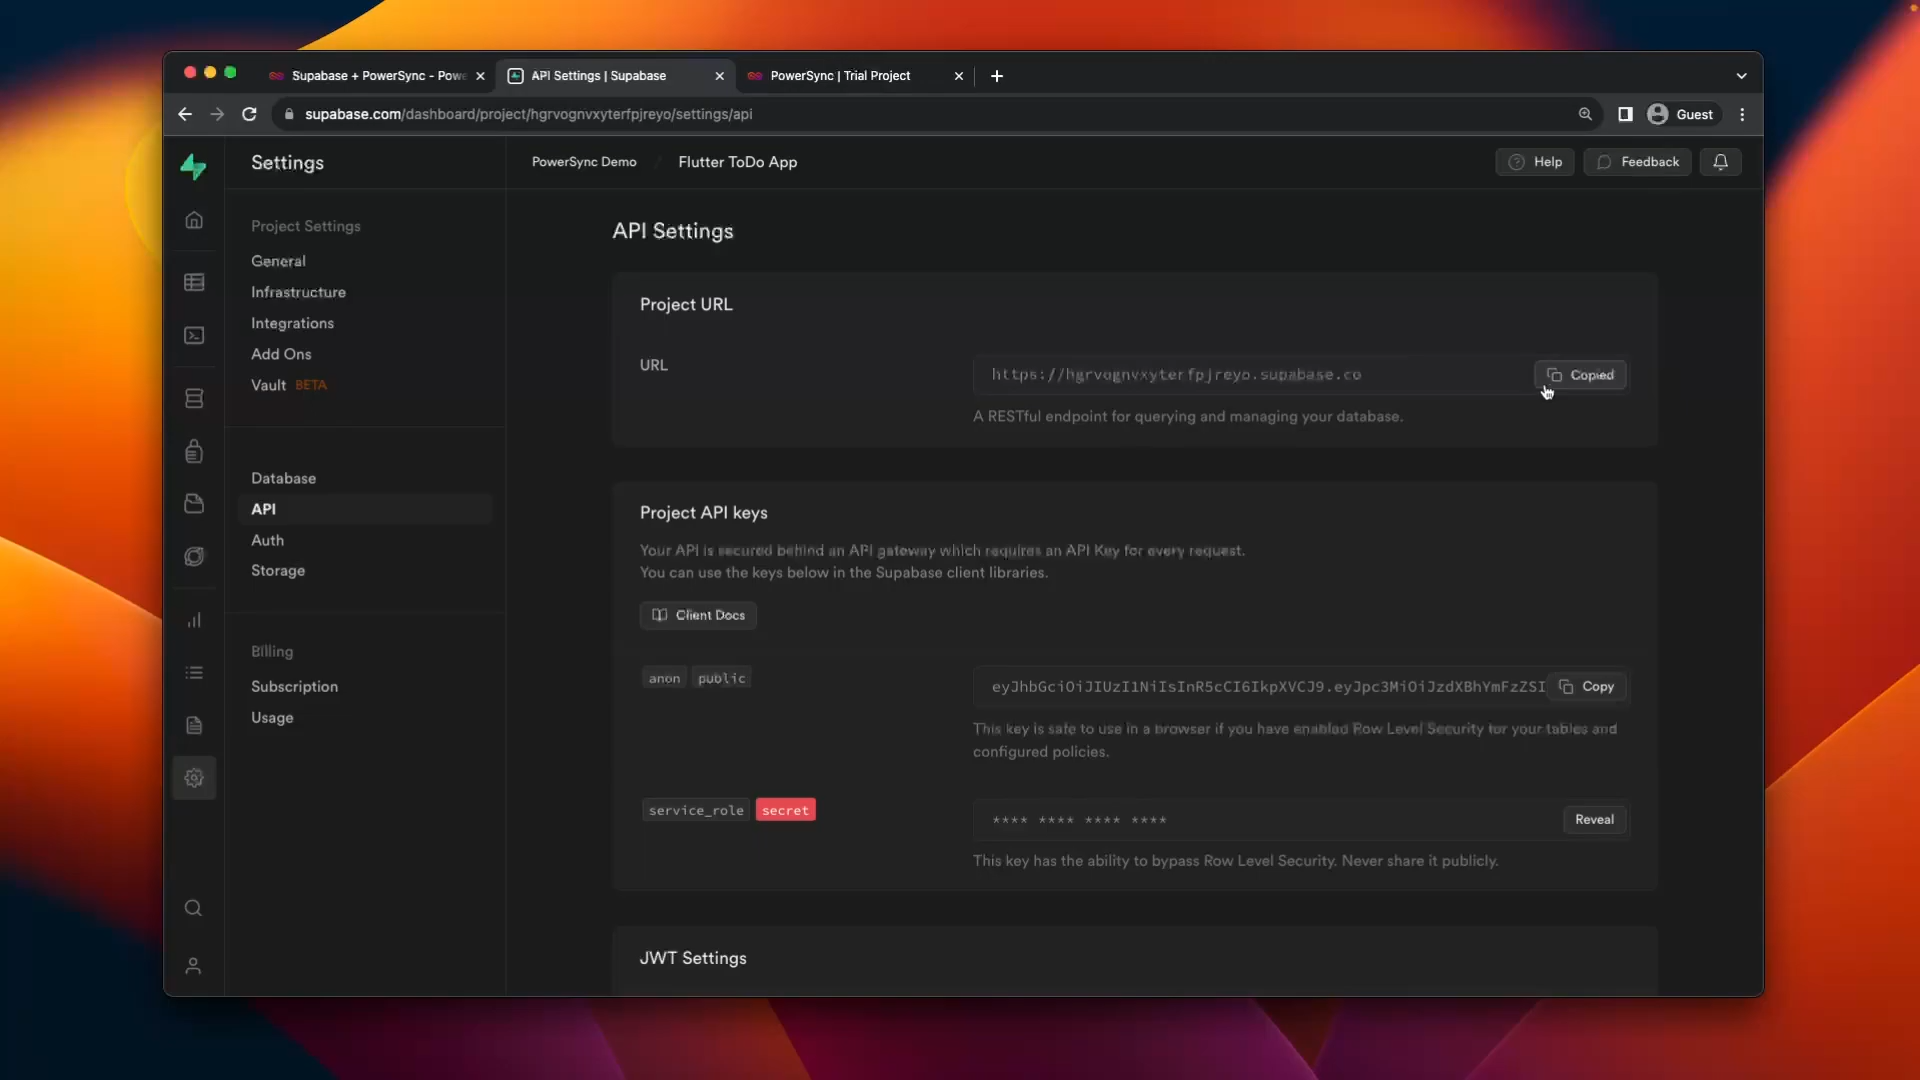 Supabase + PowerSync - Powe
API Settings | Supabase
PowerSync | Trial Project
supabase.com/dashboard/project/hgrvognvxyterfpjreyo/settings/api
Guest
Settings
PowerSync Demo
Flutter ToDo App
Help
Feedback
Project Settings
General
Infrastructure
Integrations
Add Ons
Vault BETA
Database
API
Auth
Storage
Billing
Subscription
Usage
API Settings
Project URL
URL
https://hgrvognvxyterfpjreyo.supabase.co
Copied
A RESTful endpoint for querying and managing your database.
Project API keys
Your API is secured behind an API gateway which requires an API Key for every request.
You can use the keys below in the Supabase client libraries.
Client Docs
anon public
eyJhbGciOiJIUzI1NiIsInR5cCI6IkpXVCJ9.eyJpc3MiOiJzdXBhYmFzZSI
Copy
This key is safe to use in a browser if you have enabled Row Level Security for your tables and
configured policies.
service_role secret
**** **** **** ****
Reveal
This key has the ability to bypass Row Level Security. Never share it publicly.
JWT Settings